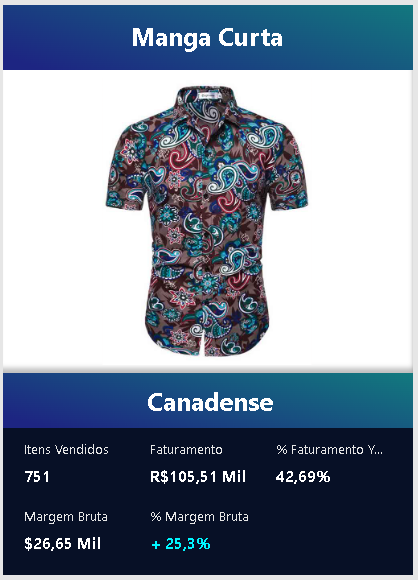 Manga Curta
Canadense
Itens Vendidos Faturamento % Faturamento Y...
751 R$105,51 Mil 42,69%
Margem Bruta % Margem Bruta
$26,65 Mil + 25,3%